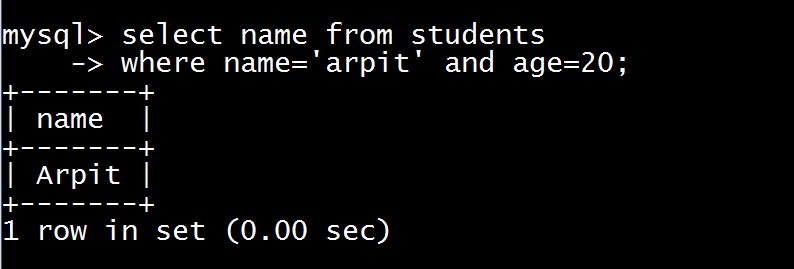 mysql> select name from students
    -> where name='arpit' and age=20;
+-------+
| name  |
+-------+
| Arpit |
+-------+
1 row in set (0.00 sec)